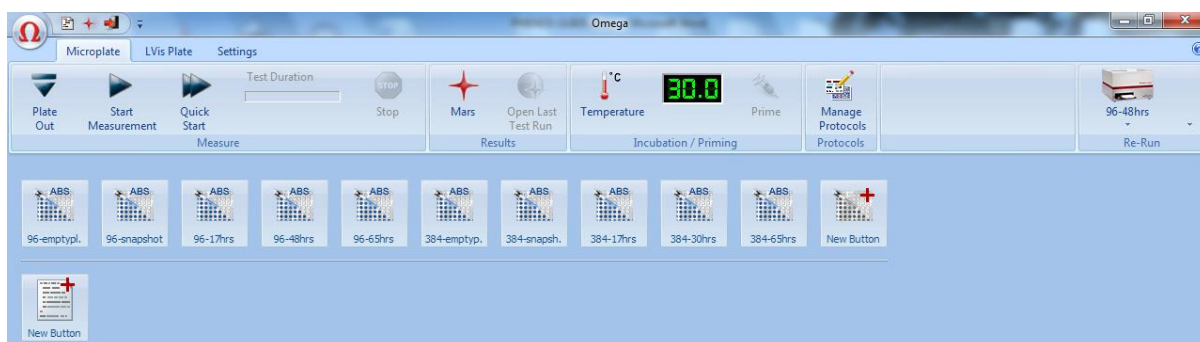 Omega
Microplate LVis Plate Settings
Test Duration
STOP
°C
30.0
Plate Out
Start Measurement
Quick Start
Stop
Mars
Open Last Test Run
Temperature
Prime
Manage Protocols
96-48hrs
Measure Results Incubation / Priming Protocols Re-Run
ABS ABS ABS ABS ABS ABS ABS ABS ABS ABS
96-emptypl. 96-snapshot 96-17hrs 96-48hrs 96-65hrs 384-emptyp. 384-snapsh. 384-17hrs 384-30hrs 384-65hrs New Button
New Button